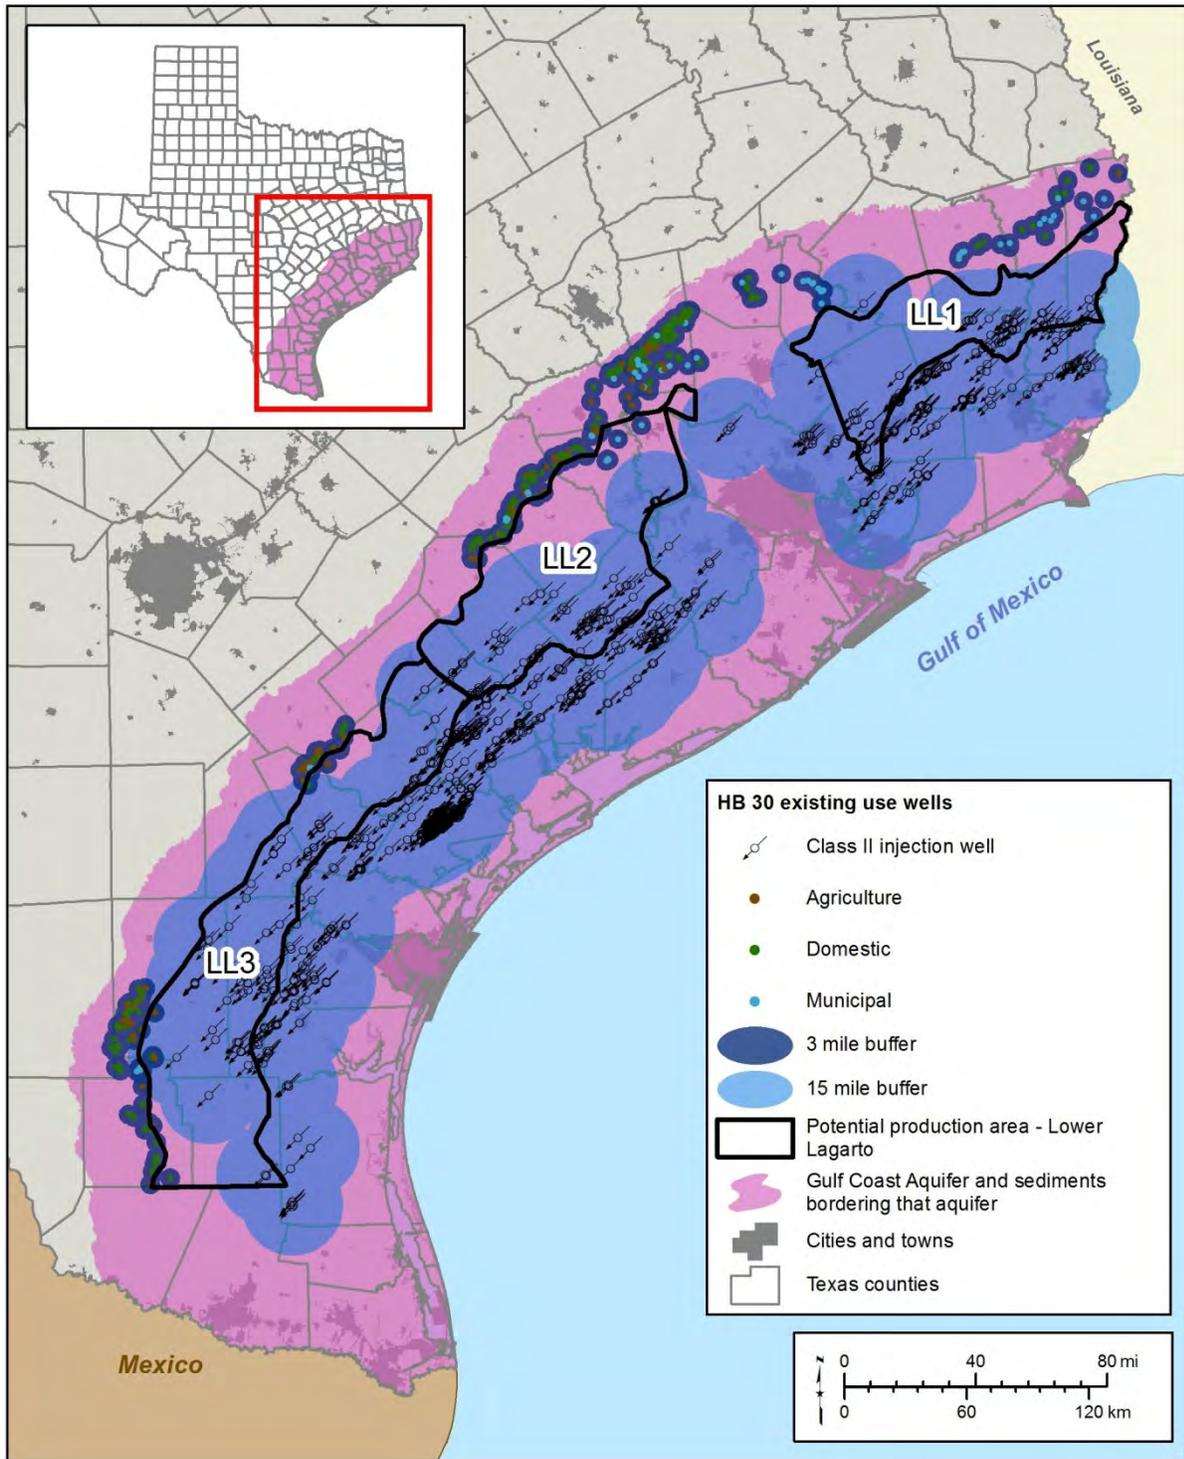 Louisiana
LL1
LL2
Gulf of Mexico
LL3
Mexico
HB 30 existing use wells
Class II injection well
Agriculture
Domestic
Municipal
3 mile buffer
15 mile buffer
Potential production area - Lower
Lagarto
Gulf Coast Aquifer and sediments
bordering that aquifer
Cities and towns
Texas counties
N
0 40 80 mi
0 60 120 km